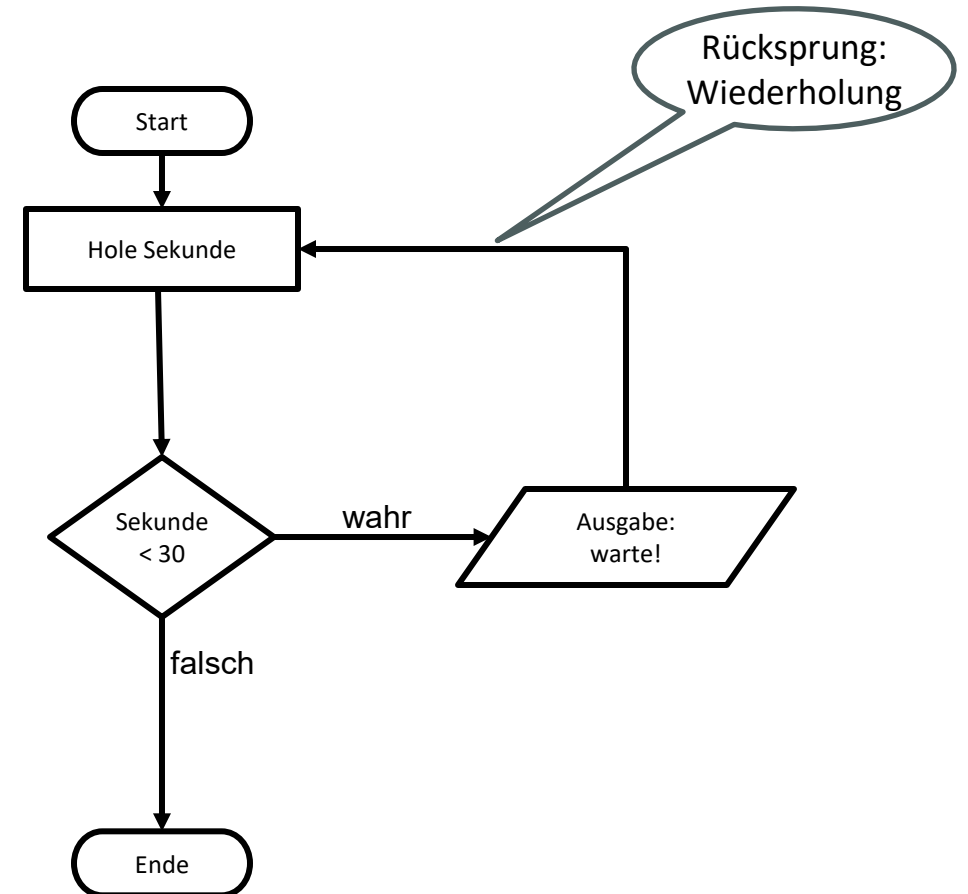 Rücksprung:
Wiederholung
Start
Hole Sekunde
Sekunde
< 30
wahr
Ausgabe:
warte!
falsch
Ende